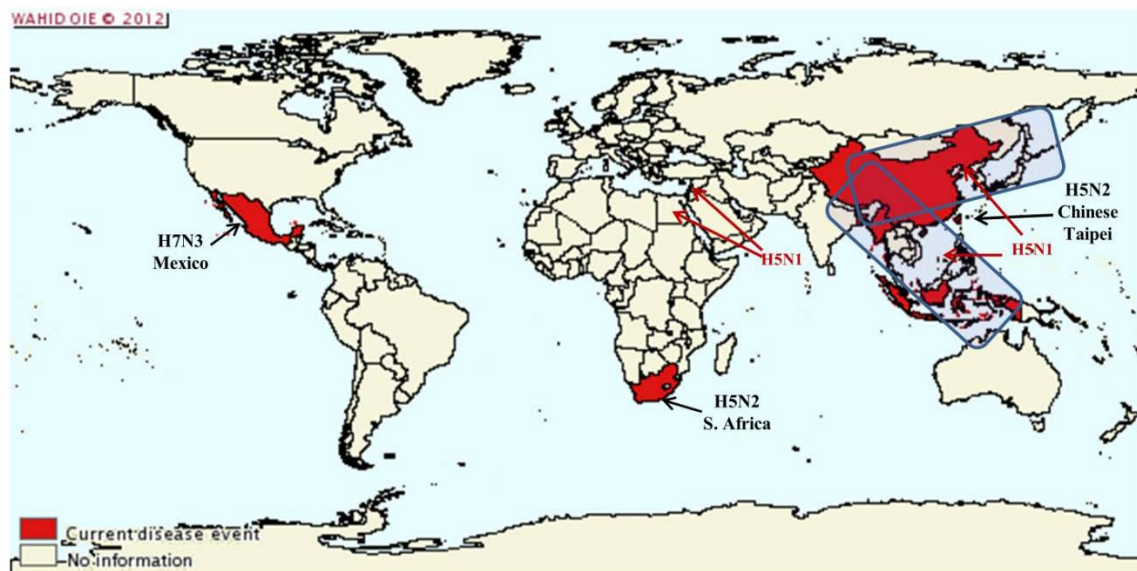 WAHID OIE © 2012
H5N2
Chinese
Taipei
H7N3
Mexico
H5N1
H5N1
H5N2
S. Africa
Current disease event
No information